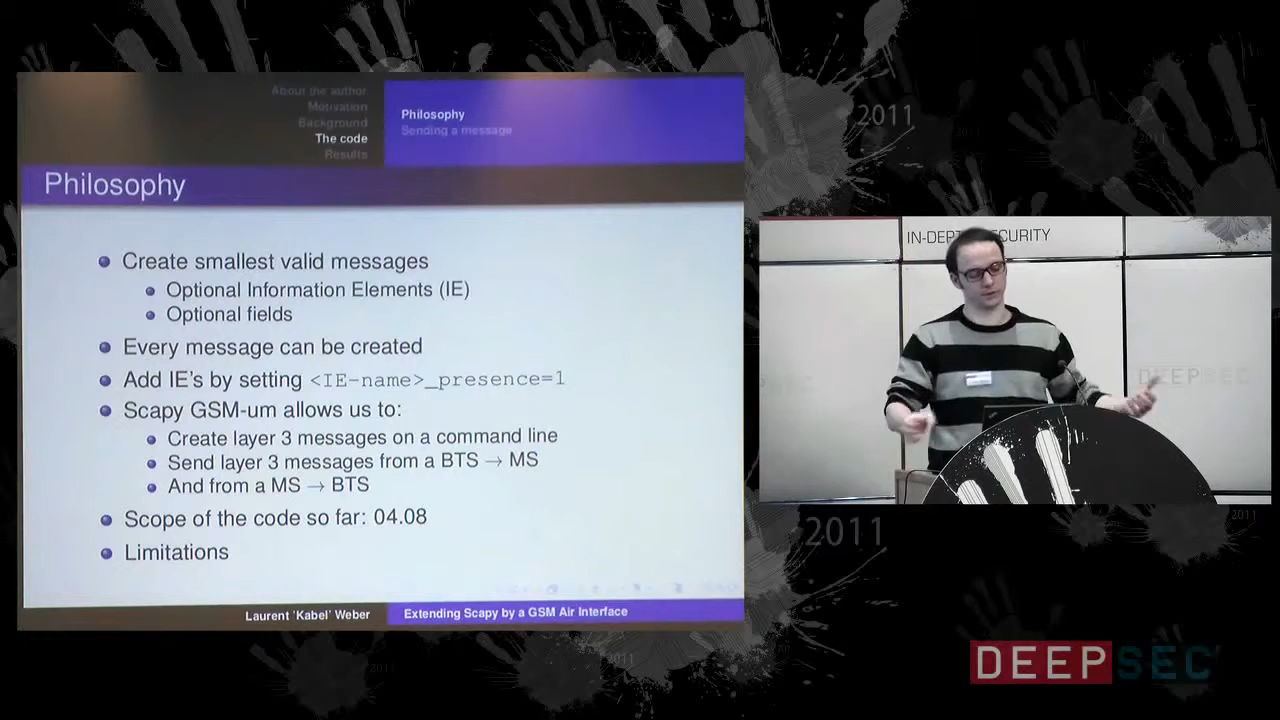 About the author
Motivation
Background
The code
Results
Philosophy
Sending a message
Philosophy
Create smallest valid messages
Optional Information Elements (IE)
Optional fields
Every message can be created
Add IE's by setting <IE-name>_presence=1
Scapy GSM-um allows us to:
Create layer 3 messages on a command line
Send layer 3 messages from a BTS → MS
And from a MS → BTS
Scope of the code so far: 04.08
Limitations
Laurent 'Kabel' Weber
Extending Scapy by a GSM Air Interface
2011
IN-DEPTH SECURITY
DEEPSEC
2011
2011
2011
2011
DEEPSEC